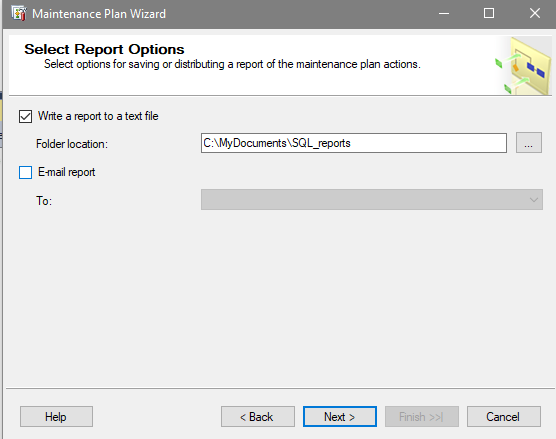 Maintenance Plan Wizard
Select Report Options
Select options for saving or distributing a report of the maintenance plan actions.
Write a report to a text file
Folder location:
C:\MyDocuments\SQL_reports
...
E-mail report
To:
Help
< Back
Next >
Finish >>|
Cancel